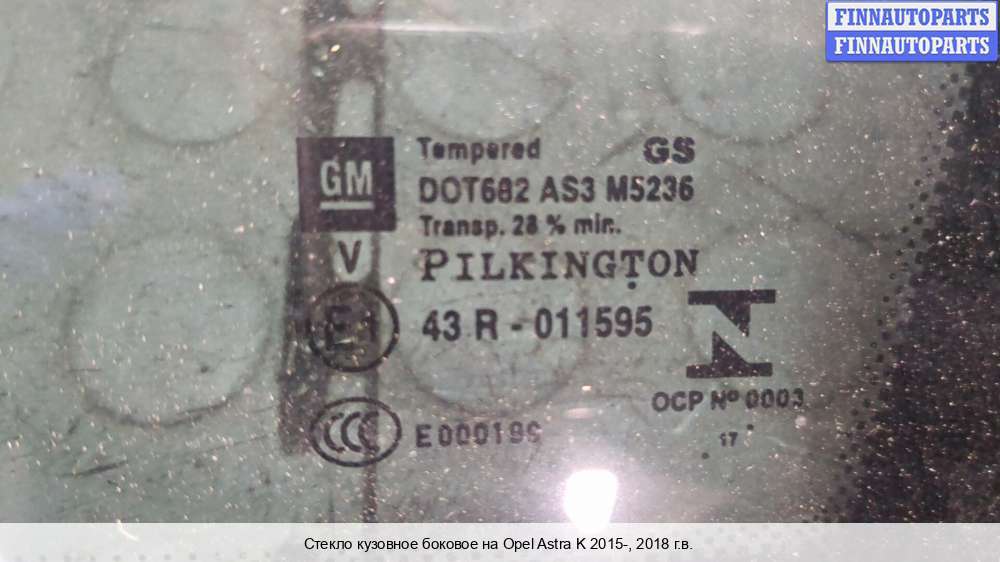 FINNAUTOPARTS
FINNAUTOPARTS
Tempered GS
GM
DOT682 AS3 M5236
Transp. 28 % min.
V PILKINGTON
E1 43 R - 011595
OCP Nº 0003
CCC E000199
17
Стекло кузовное боковое на Opel Astra K 2015-, 2018 г.в.